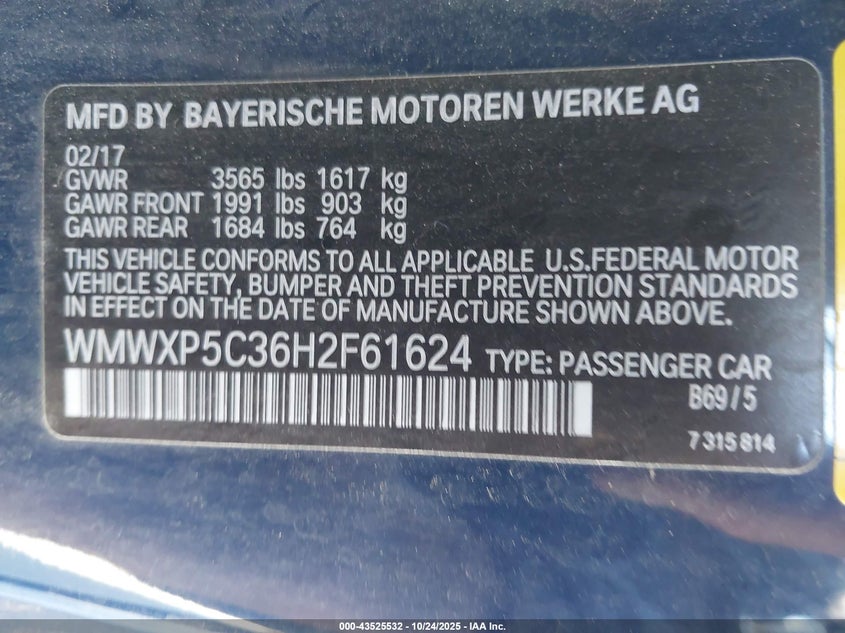 MFD BY BAYERISCHE MOTOREN WERKE AG
02/17
GVWR 3565 lbs 1617 kg
GAWR FRONT 1991 lbs 903 kg
GAWR REAR 1684 lbs 764 kg
THIS VEHICLE CONFORMS TO ALL APPLICABLE U.S.FEDERAL MOTOR
VEHICLE SAFETY, BUMPER AND THEFT PREVENTION STANDARDS
IN EFFECT ON THE DATE OF MANUFACTURE SHOWN ABOVE.
WMWXP5C36H2F61624 TYPE: PASSENGER CAR
B69/5
7 315 814
000-43525532 - 10/24/2025 - IAA Inc.